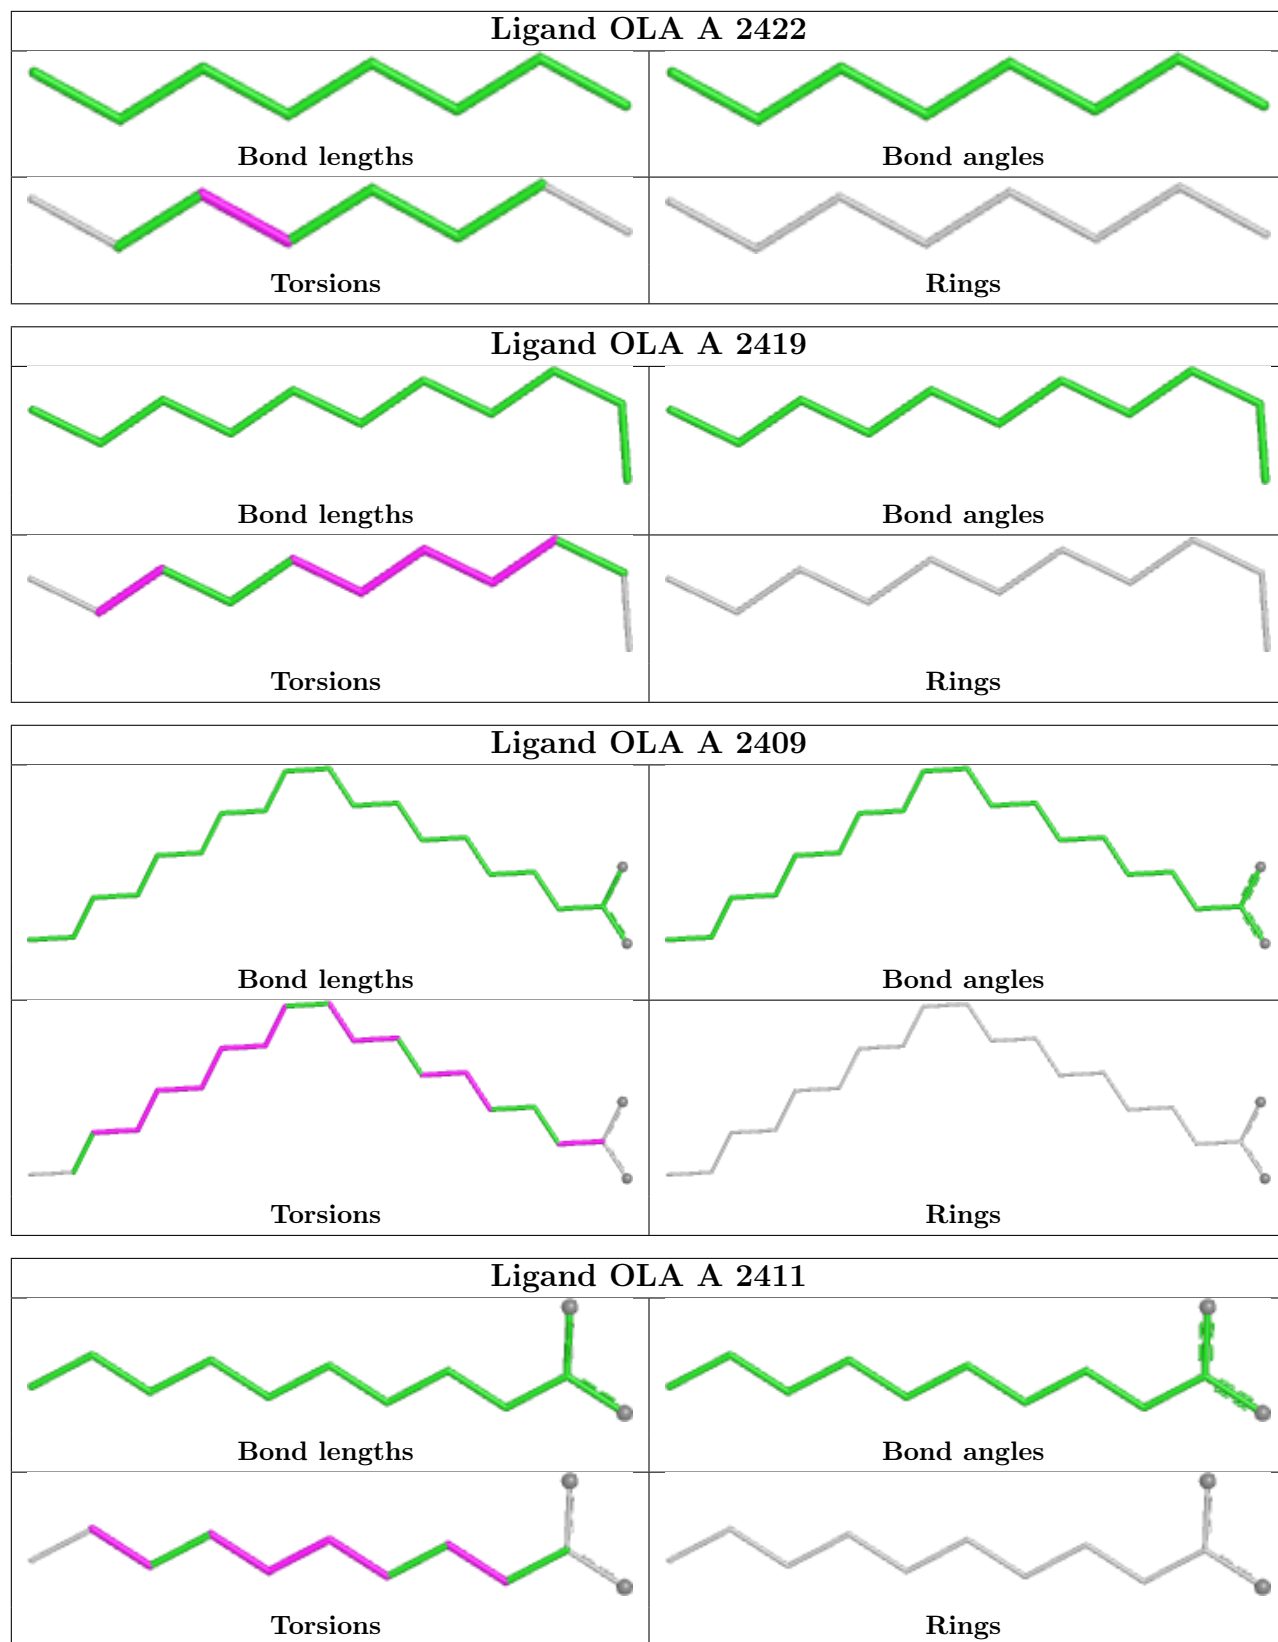 Ligand OLA A 2422
Bond lengths
Bond angles
Torsions
Rings
Ligand OLA A 2419
Bond lengths
Bond angles
Torsions
Rings
Ligand OLA A 2409
Bond lengths
Bond angles
Torsions
Rings
Ligand OLA A 2411
Bond lengths
Bond angles
Torsions
Rings